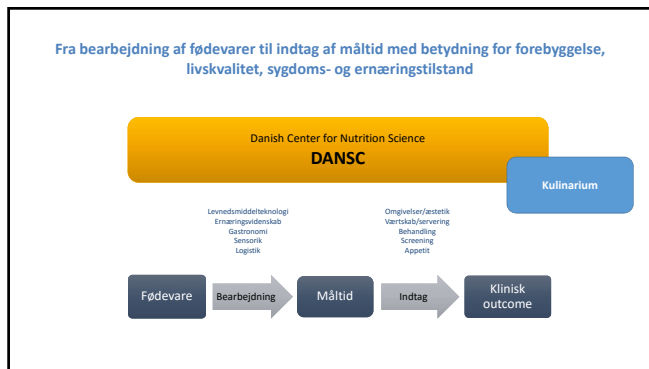 Fra bearbejdning af fødevarer til indtag af måltid med betydning for forebyggelse,
livskvalitet, sygdoms- og ernæringstilstand
Danish Center for Nutrition Science
DANSC
Kulinarium
Levnedsmiddelteknologi
Ernæringsvidenskab
Gastronomi
Sensorik
Logistik
Omgivelser/æstetik
Værtskab/servering
Behandling
Screening
Appetit
Fødevare
Bearbejdning
Måltid
Indtag
Klinisk
outcome